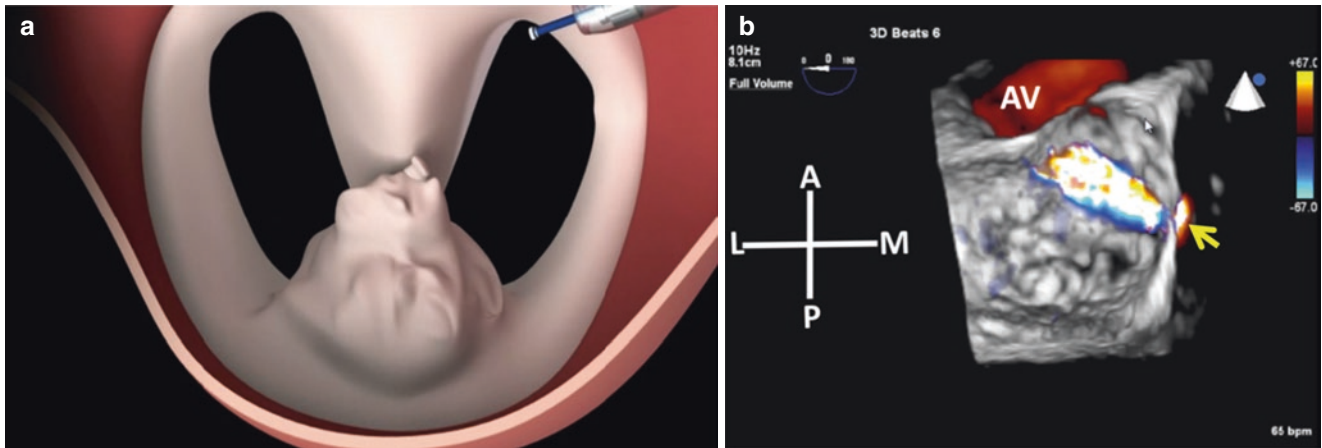 a
b
3D Beats 6
10Hz
8.1cm
0 0 180
Full Volume
+67.0
AV
A
L M
P
-67.0
65 bpm